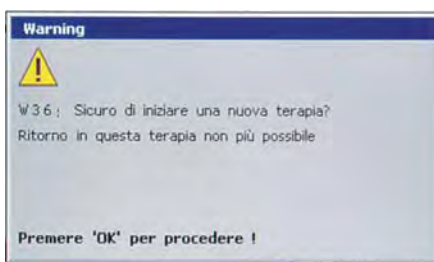 Warning
W36: Sicuro di iniziare una nuova terapia?
Ritorno in questa terapia non più possibile
Premere 'OK' per procedere !